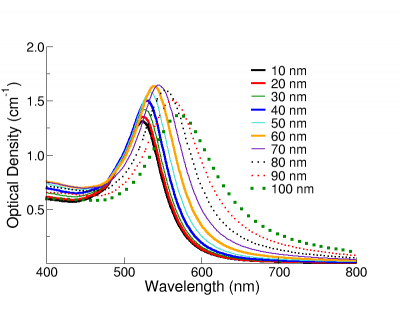 2.0
1.5
1.0
0.5
Optical Density (cm⁻¹)
10 nm
20 nm
30 nm
40 nm
50 nm
60 nm
70 nm
80 nm
90 nm
100 nm
400 500 600 700 800
Wavelength (nm)